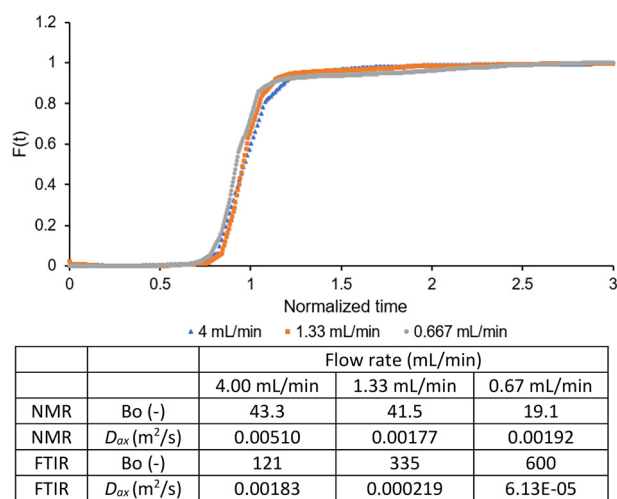 1.2
1
0.8
0.6
0.4
0.2
0
F(t)
0 0.5 1 1.5 2 2.5 3
Normalized time
4 mL/min 1.33 mL/min 0.667 mL/min
Flow rate (mL/min)
4.00 mL/min 1.33 mL/min 0.67 mL/min
NMR Bo (-) 43.3 41.5 19.1
NMR Dax (m²/s) 0.00510 0.00177 0.00192
FTIR Bo (-) 121 335 600
FTIR Dax (m²/s) 0.00183 0.000219 6.13E-05